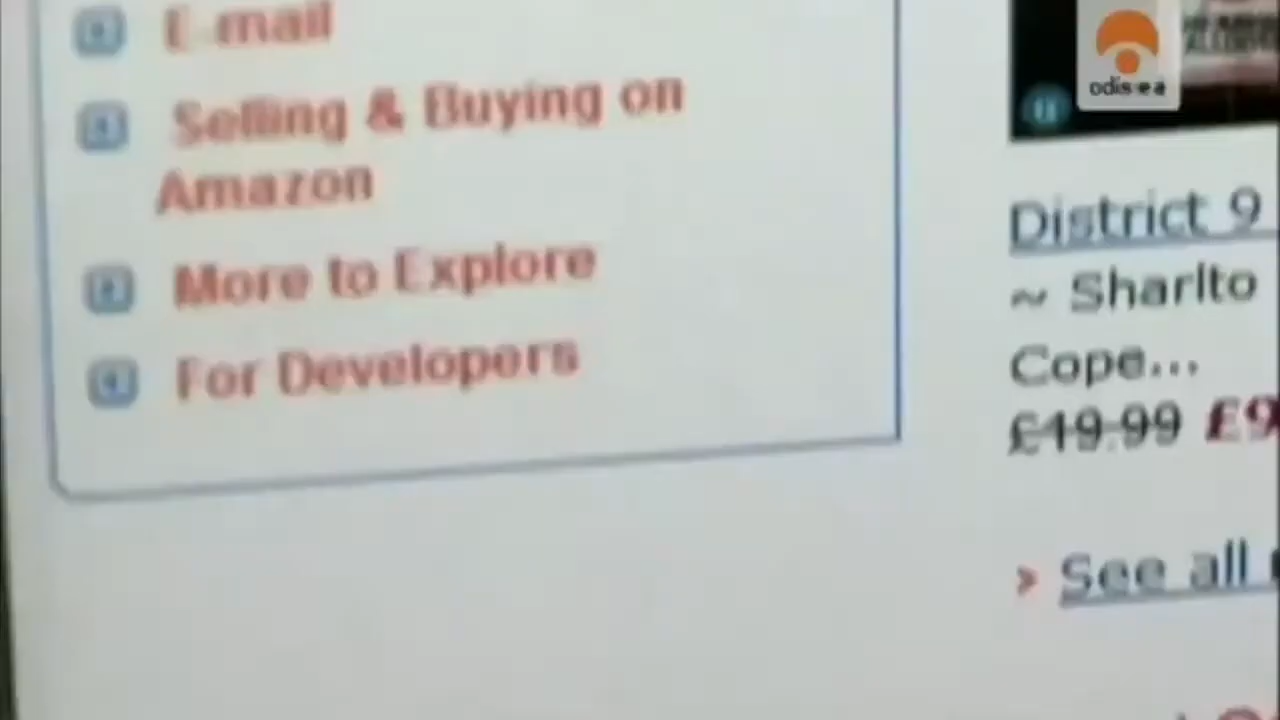 E-mail
Selling & Buying on
Amazon
More to Explore
For Developers
odisea
District 9
~ Sharlto
Cope...
£19.99 £9
› See all